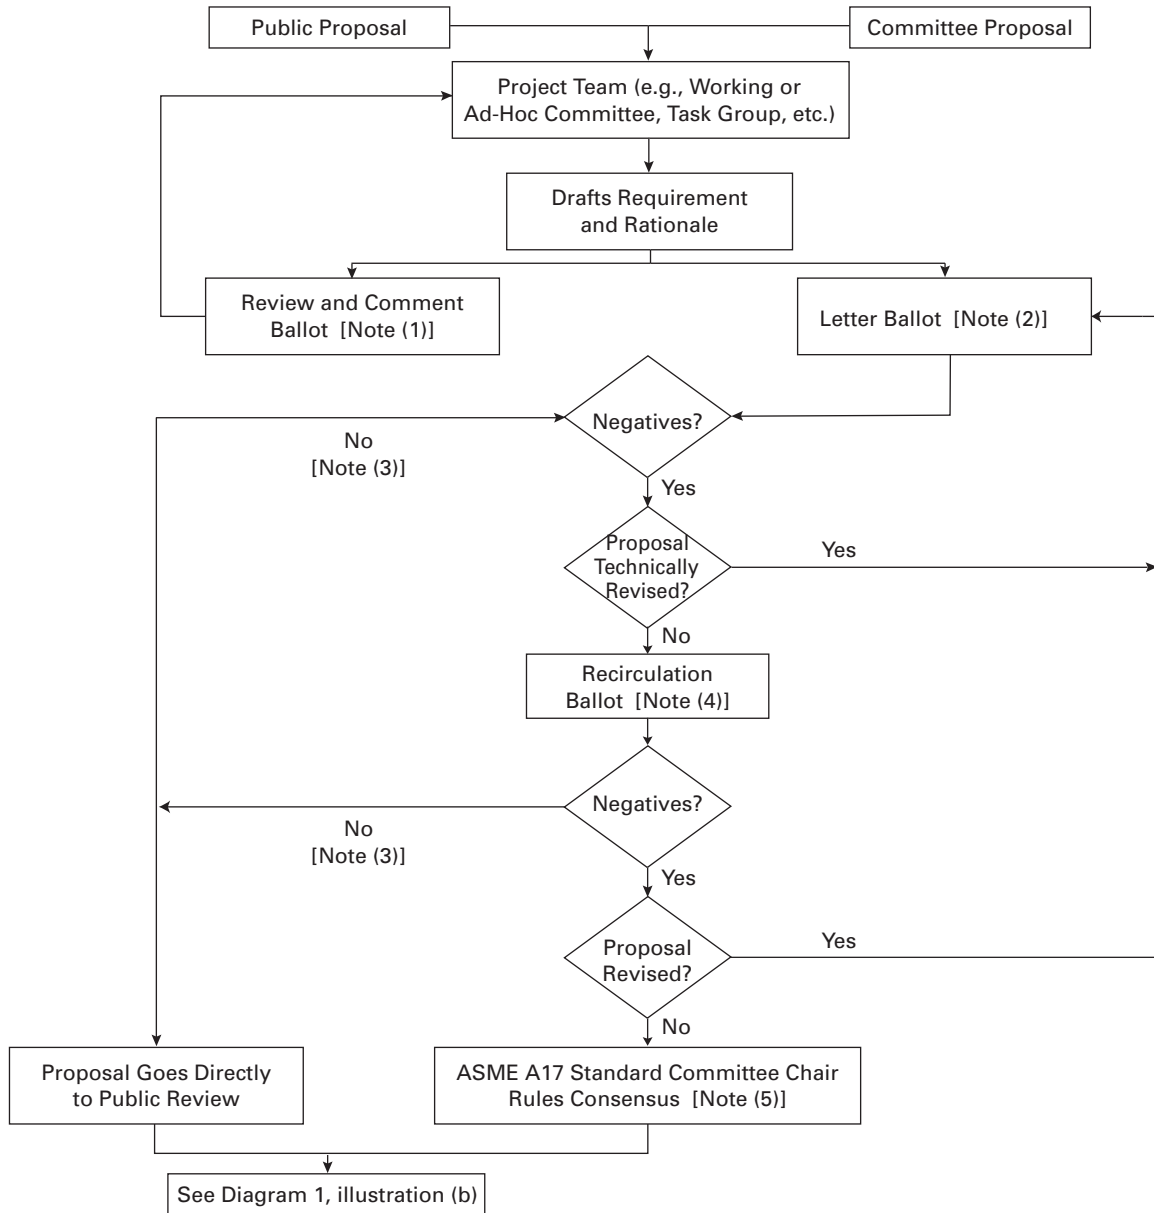 Public Proposal
Committee Proposal
Project Team (e.g., Working or
Ad-Hoc Committee, Task Group, etc.)
Drafts Requirement
and Rationale
Review and Comment
Ballot [Note (1)]
Letter Ballot [Note (2)]
Negatives?
No
[Note (3)]
Yes
Proposal
Technically
Revised?
Yes
No
Recirculation
Ballot [Note (4)]
Negatives?
No
[Note (3)]
Yes
Proposal
Revised?
Yes
No
Proposal Goes Directly
to Public Review
ASME A17 Standard Committee Chair
Rules Consensus [Note (5)]
See Diagram 1, illustration (b)